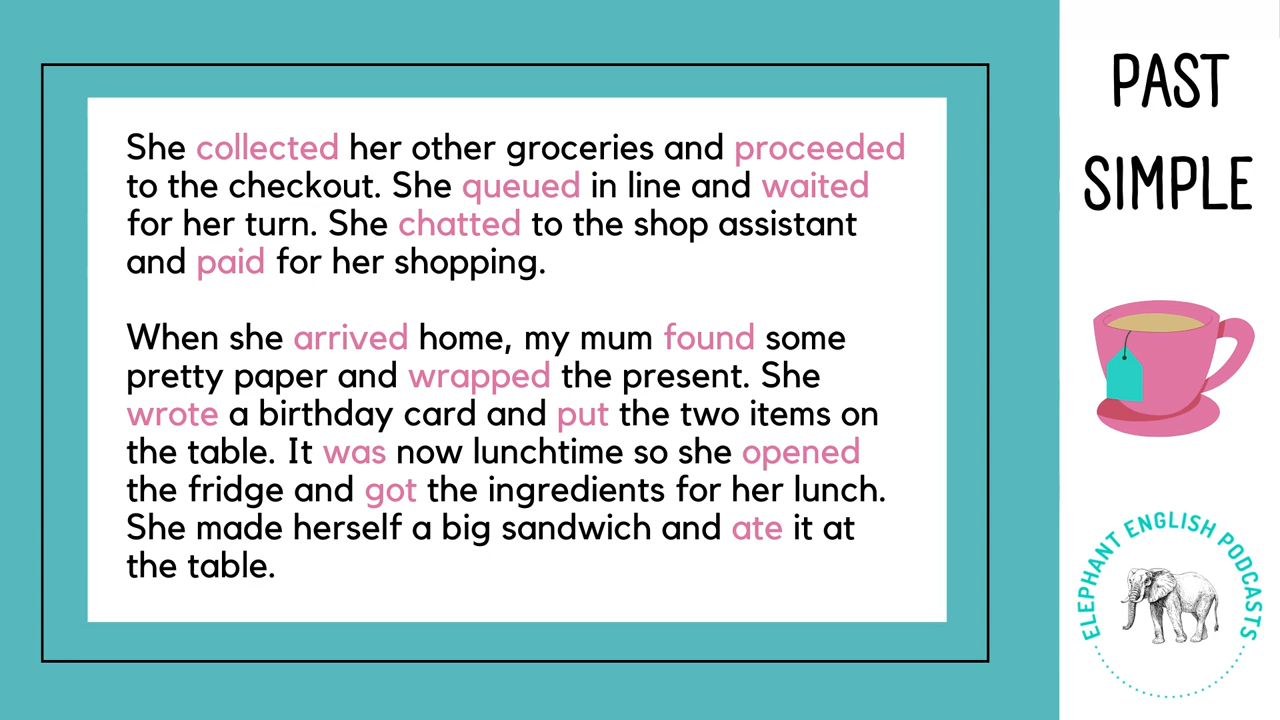 She collected her other groceries and proceeded
to the checkout. She queued in line and waited
for her turn. She chatted to the shop assistant
and paid for her shopping.
When she arrived home, my mum found some
pretty paper and wrapped the present. She
wrote a birthday card and put the two items on
the table. It was now lunchtime so she opened
the fridge and got the ingredients for her lunch.
She made herself a big sandwich and ate it at
the table.
PAST
SIMPLE
ELEPHANT ENGLISH PODCASTS